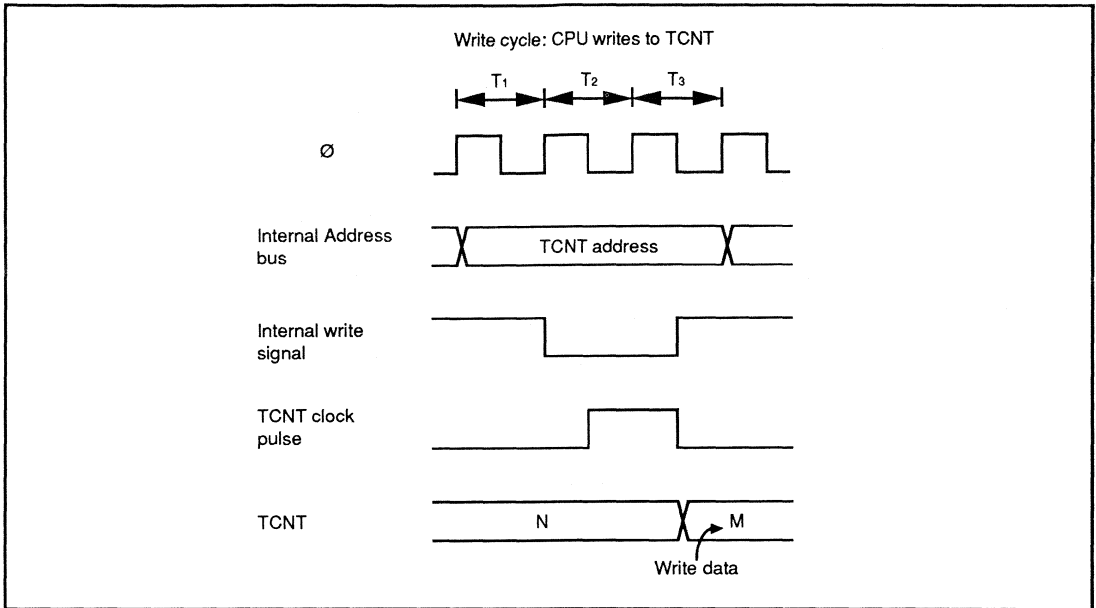 Write cycle: CPU writes to TCNT
T1 T2 T3
Ø
Internal Address
bus
TCNT address
Internal write
signal
TCNT clock
pulse
TCNT
N
M
Write data